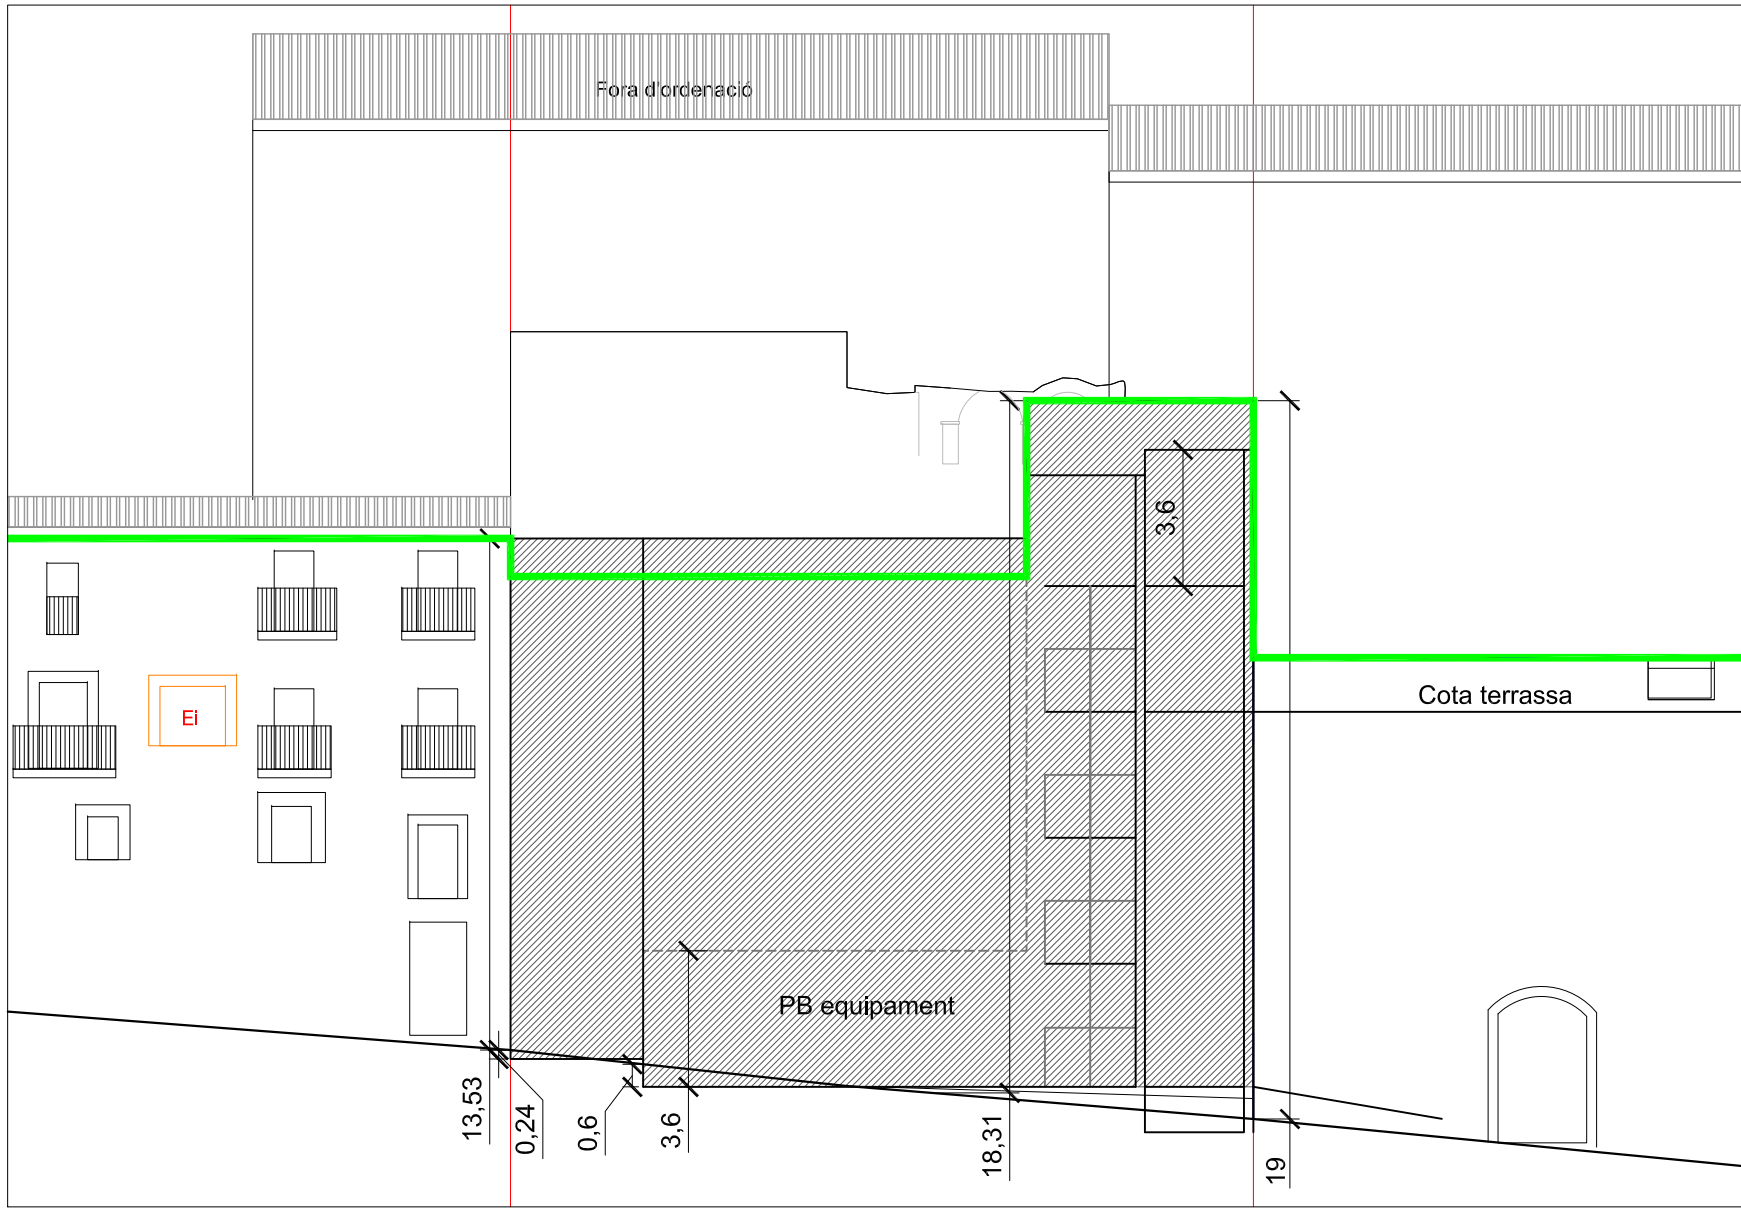 Fora d'ordenació
3,6
Cota terrassa
Ei
PB equipament
13,53
0,24
0,6
3,6
18,31
19